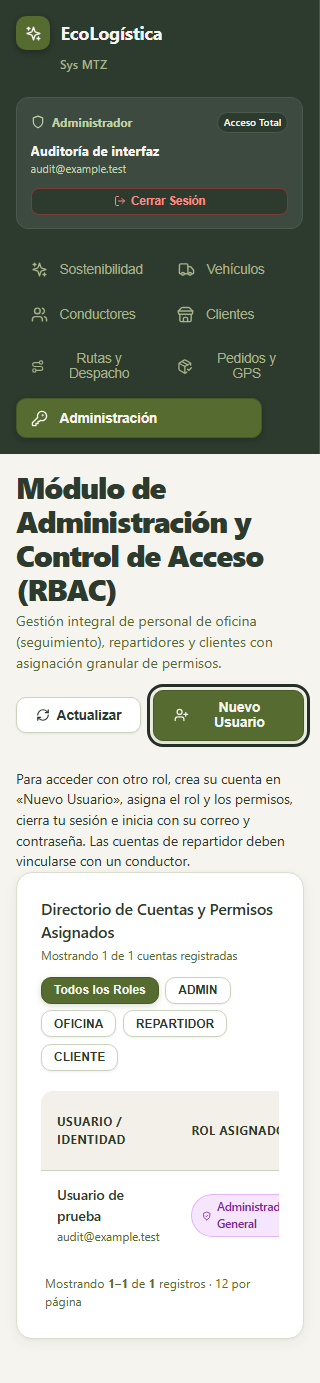 EcoLogística
Sys MTZ
Administrador
Acceso Total
Auditoría de interfaz
audit@example.test
Cerrar Sesión
Sostenibilidad
Vehículos
Conductores
Clientes
Rutas y
Despacho
Pedidos y
GPS
Administración
Módulo de
Administración y
Control de Acceso
(RBAC)
Gestión integral de personal de oficina
(seguimiento), repartidores y clientes con
asignación granular de permisos.
Actualizar
Nuevo
Usuario
Para acceder con otro rol, crea su cuenta en
«Nuevo Usuario», asigna el rol y los permisos,
cierra tu sesión e inicia con su correo y
contraseña. Las cuentas de repartidor deben
vincularse con un conductor.
Directorio de Cuentas y Permisos
Asignados
Mostrando 1 de 1 cuentas registradas
Todos los Roles
ADMIN
OFICINA
REPARTIDOR
CLIENTE
USUARIO /
IDENTIDAD
ROL ASIGNADO
Usuario de
prueba
audit@example.test
Administrad
General
Mostrando 1–1 de 1 registros · 12 por
página